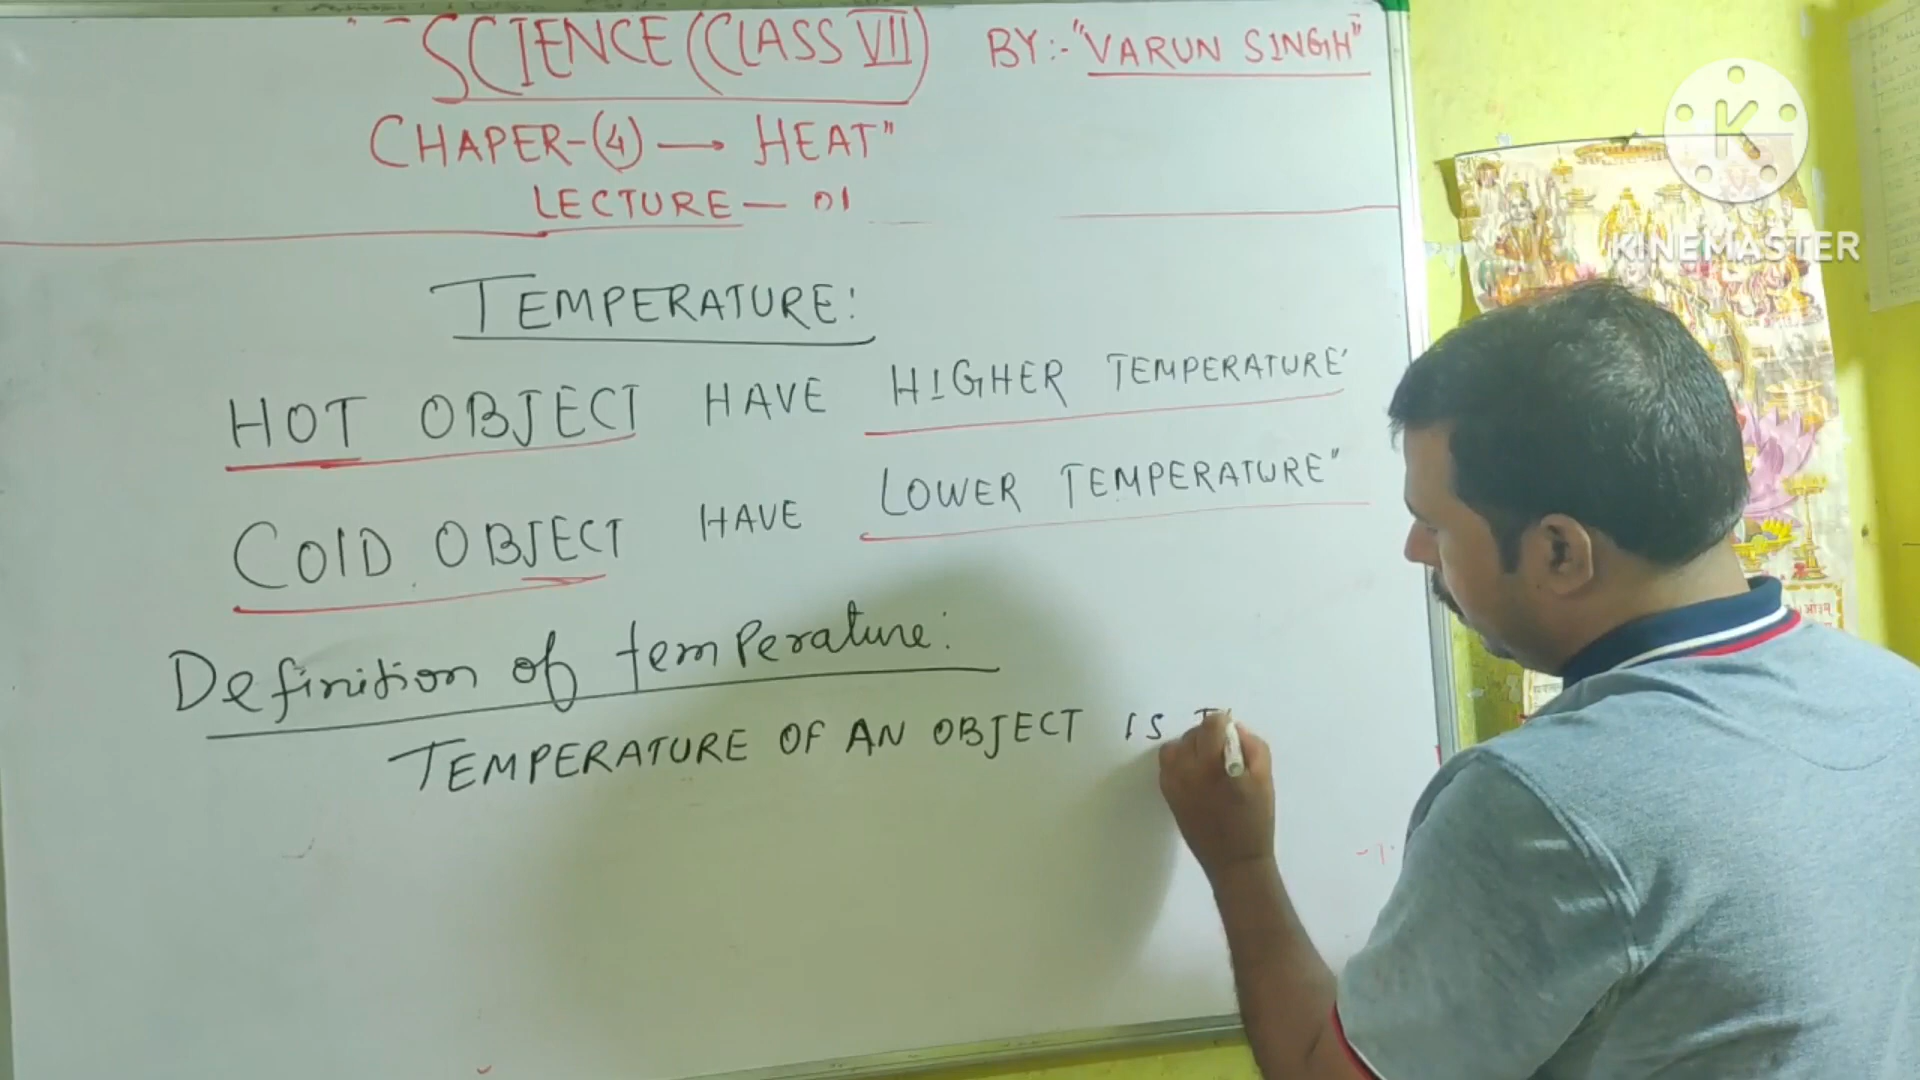 SCIENCE (CLASS VII) BY:- "VARUN SINGH"
CHAPER-(4) → HEAT"
LECTURE - 01
TEMPERATURE:
HOT OBJECT HAVE HIGHER TEMPERATURE'
COLD OBJECT HAVE LOWER TEMPERATURE"
Definition of temperature:
TEMPERATURE OF AN OBJECT IS
K
KINEMASTER